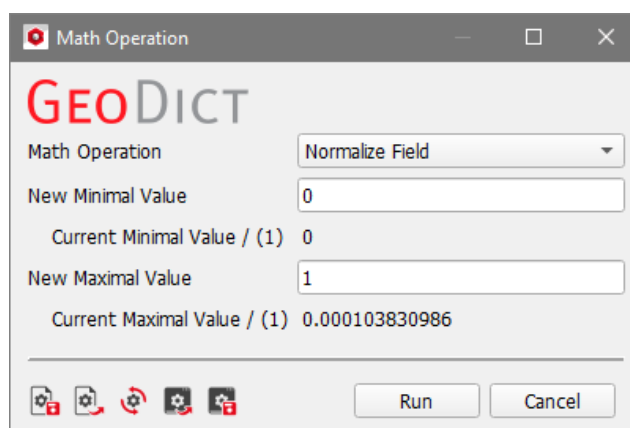 Math Operation
GEODICT
Math Operation Normalize Field
New Minimal Value 0
Current Minimal Value / (1) 0
New Maximal Value 1
Current Maximal Value / (1) 0.000103830986
Run Cancel